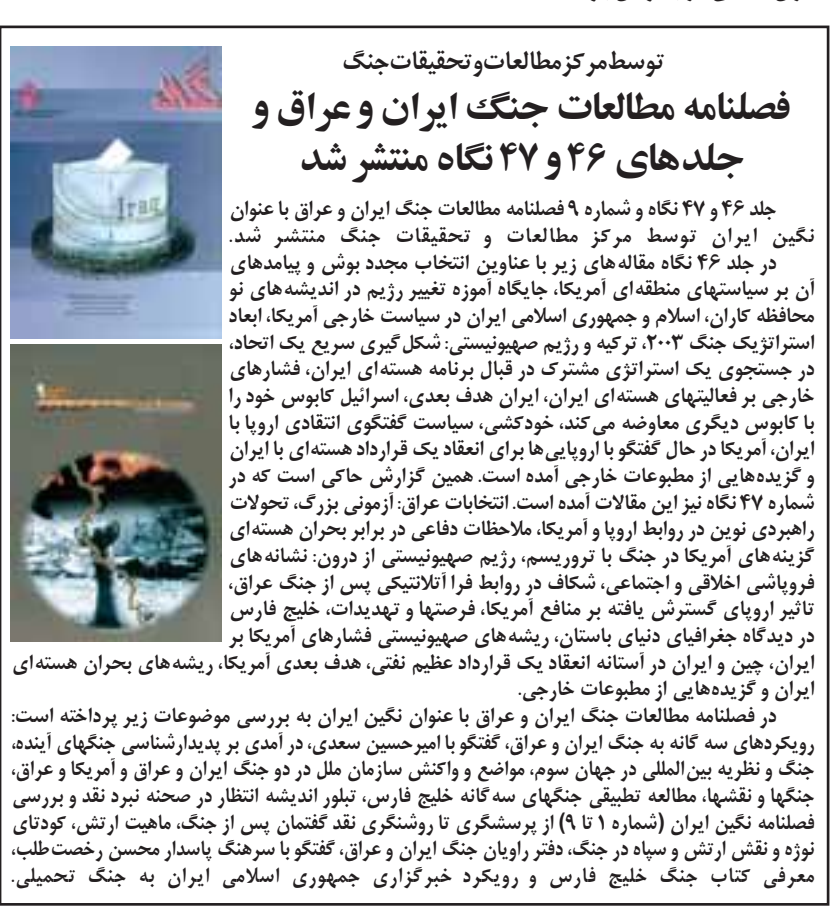 توسط مرکز مطالعات و تحقیقات جنگ
فصلنامه مطالعات جنگ ایران و عراق و
جلدهای ۴۶ و ۴۷ نگاه منتشر شد
جلد ۴۶ و ۴۷ نگاه و شماره ۹ فصلنامه مطالعات جنگ ایران و عراق با عنوان
نگین ایران توسط مرکز مطالعات و تحقیقات جنگ منتشر شد.
در جلد ۴۶ نگاه مقاله‌های زیر با عناوین انتخاب مجدد بوش و پیامدهای
آن بر سیاستهای منطقه‌ای آمریکا، جایگاه آموزه تغییر رژیم در اندیشه‌های نو
محافظه کاران، اسلام و جمهوری اسلامی ایران در سیاست خارجی آمریکا، ابعاد
استراتژیک جنگ ۲۰۰۳، ترکیه و رژیم صهیونیستی: شکل گیری سریع یک اتحاد،
در جستجوی یک استراتژی مشترک در قبال برنامه هسته‌ای ایران، فشارهای
خارجی بر فعالیتهای هسته‌ای ایران، ایران هدف بعدی، اسرائیل کابوس خود را
با کابوس دیگری معاوضه می‌کند، خودکشی، سیاست گفتگوی انتقادی اروپا با
ایران، آمریکا در حال گفتگو با اروپایی‌ها برای انعقاد یک قرارداد هسته‌ای با ایران
و گزیده‌هایی از مطبوعات خارجی آمده است. همین گزارش حاکی است که در
شماره ۴۷ نگاه نیز این مقالات آمده است. انتخابات عراق: آزمونی بزرگ، تحولات
راهبردی نوین در روابط اروپا و آمریکا، ملاحظات دفاعی در برابر بحران هسته‌ای
گزینه‌های آمریکا در جنگ با تروریسم، رژیم صهیونیستی از درون: نشانه‌های
فروپاشی اخلاقی و اجتماعی، شکاف در روابط فرا آتلانتیکی پس از جنگ عراق،
تاثیر اروپای گسترش یافته بر منافع آمریکا، فرصتها و تهدیدات، خلیج فارس
در دیدگاه جغرافیای دنیای باستان، ریشه‌های صهیونیستی فشارهای آمریکا بر
ایران، چین و ایران در آستانه انعقاد یک قرارداد عظیم نفتی، هدف بعدی آمریکا، ریشه‌های بحران هسته‌ای
ایران و گزیده‌هایی از مطبوعات خارجی.
در فصلنامه مطالعات جنگ ایران و عراق با عنوان نگین ایران به بررسی موضوعات زیر پرداخته است:
رویکردهای سه گانه به جنگ ایران و عراق، گفتگو با امیرحسین سعدی، در آمدی بر پدیدارشناسی جنگهای آینده،
جنگ و نظریه بین‌المللی در جهان سوم، مواضع و واکنش سازمان ملل در دو جنگ ایران و عراق و آمریکا و عراق،
جنگها و نقشها، مطالعه تطبیقی جنگهای سه گانه خلیج فارس، تبلور اندیشه انتظار در صحنه نبرد نقد و بررسی
فصلنامه نگین ایران (شماره ۱ تا ۹) از پرسشگری تا روشنگری نقد گفتمان پس از جنگ، ماهیت ارتش، کودتای
نوژه و نقش ارتش و سپاه در جنگ، دفتر راویان جنگ ایران و عراق، گفتگو با سرهنگ پاسدار محسن رخصت‌طلب،
معرفی کتاب جنگ خلیج فارس و رویکرد خبرگزاری جمهوری اسلامی ایران به جنگ تحمیلی.
نگاه
Iraq